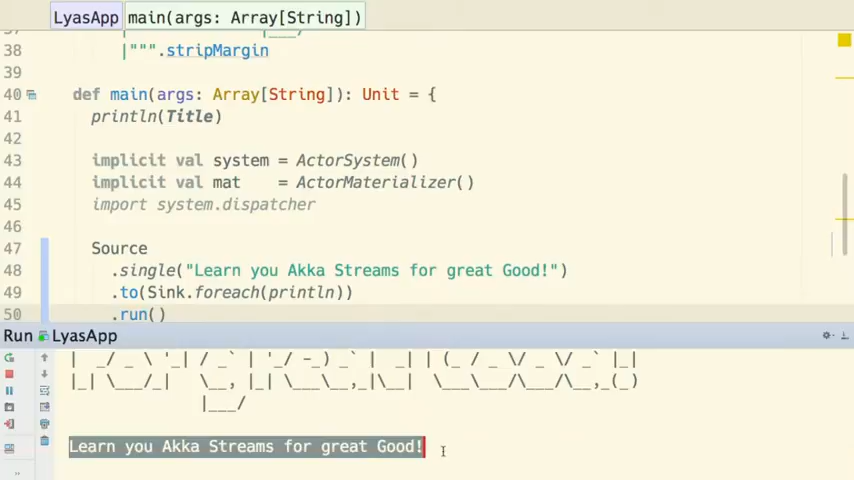 LyasApp main(args: Array[String])
38 |""".stripMargin
39
40 def main(args: Array[String]): Unit = {
41 println(Title)
42
43 implicit val system = ActorSystem()
44 implicit val mat    = ActorMaterializer()
45 import system.dispatcher
46
47 Source
48 .single("Learn you Akka Streams for great Good!")
49 .to(Sink.foreach(println))
50 .run()
Run LyasApp
Learn you Akka Streams for great Good!